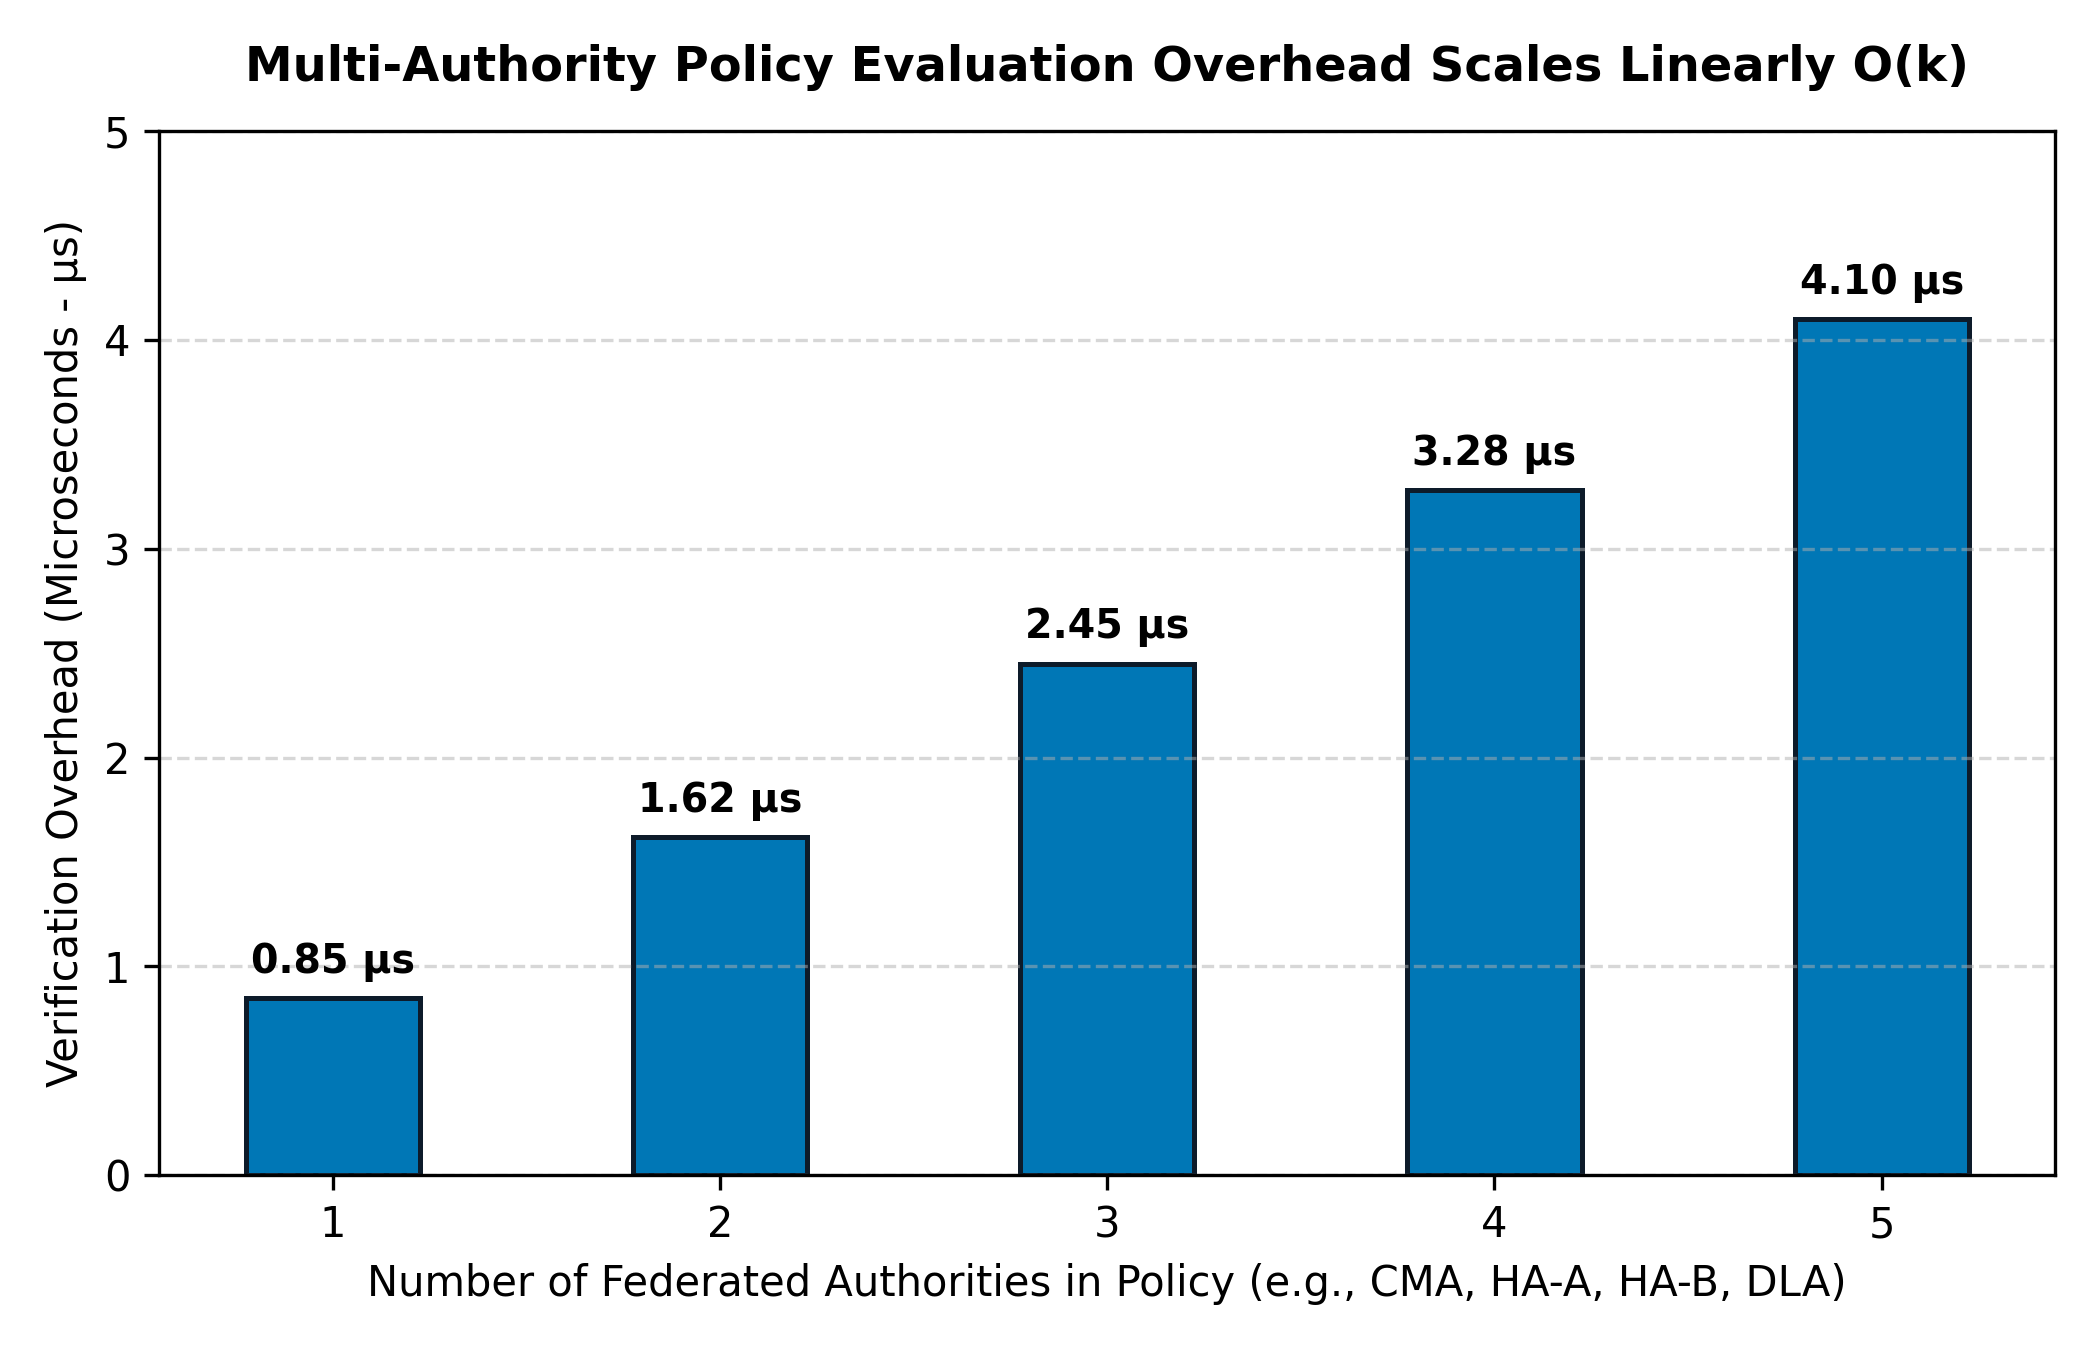 Multi-Authority Policy Evaluation Overhead Scales Linearly O(k)
Verification Overhead (Microseconds - μs)
5
4
3
2
1
0
0.85 μs
1.62 μs
2.45 μs
3.28 μs
4.10 μs
1
2
3
4
5
Number of Federated Authorities in Policy (e.g., CMA, HA-A, HA-B, DLA)